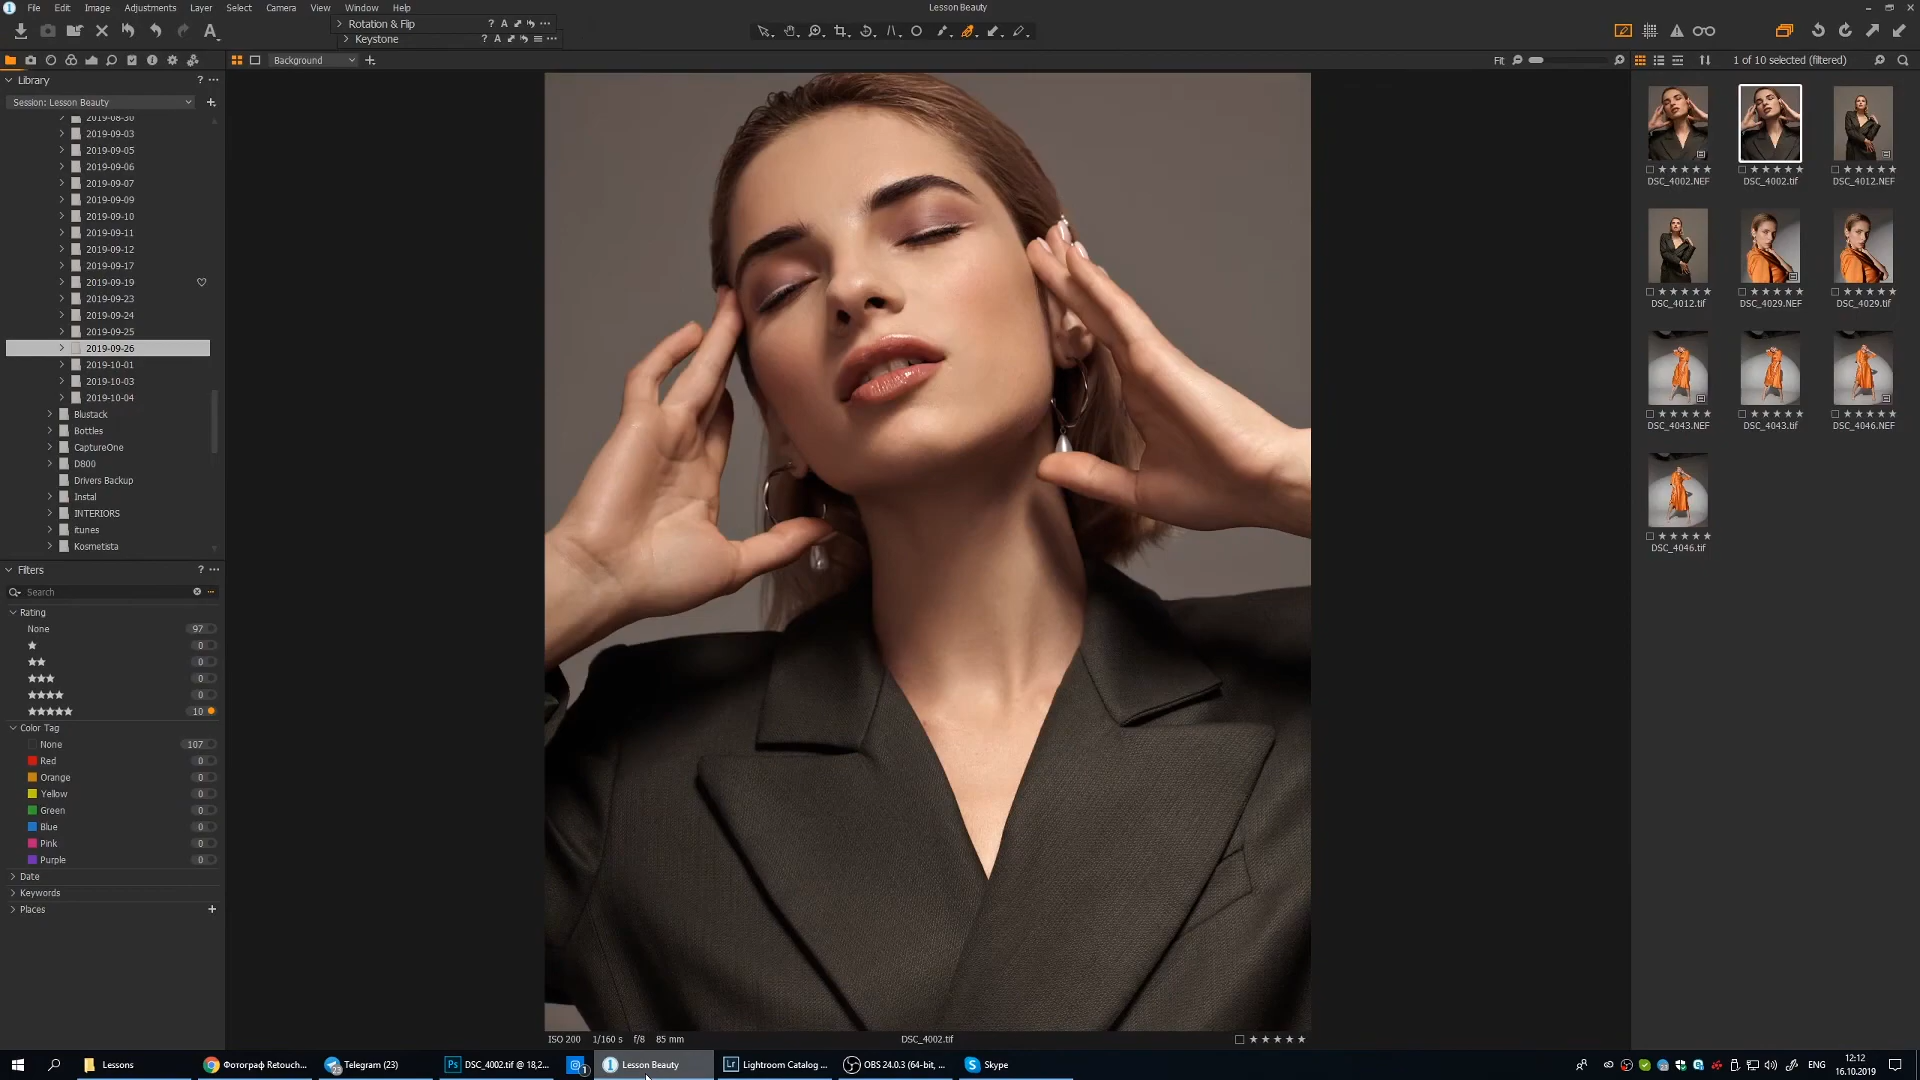 File Edit Image Adjustments Layer Select Camera View Window Help
Lesson Beauty
Rotation & Flip
Keystone
Library
Background
Fit
1 of 10 selected (filtered)
Session: Lesson Beauty
2019-08-30
2019-09-03
2019-09-05
2019-09-06
2019-09-07
2019-09-09
2019-09-10
2019-09-11
2019-09-12
2019-09-17
2019-09-19
2019-09-23
2019-09-24
2019-09-25
2019-09-26
2019-10-01
2019-10-03
2019-10-04
Blustack
Bottles
CaptureOne
D800
Drivers Backup
Instal
INTERIORS
itunes
Kosmetista
Filters
Search
Rating
None 97
0
0
0
0
10
Color Tag
None 107
Red 0
Orange 0
Yellow 0
Green 0
Blue 0
Pink 0
Purple 0
Date
Keywords
Places
DSC_4002.NEF DSC_4002.tif DSC_4012.NEF
DSC_4012.tif DSC_4029.NEF DSC_4029.tif
DSC_4043.NEF DSC_4043.tif DSC_4046.NEF
DSC_4046.tif
ISO 200 1/160 s f/8 85 mm
DSC_4002.tif
Lessons
Фотограф Retouch...
Telegram (23)
DSC_4002.tif @ 18,2...
Lesson Beauty
Lightroom Catalog ...
OBS 24.0.3 (64-bit, ...
Skype
ENG
12:12
16.10.2019